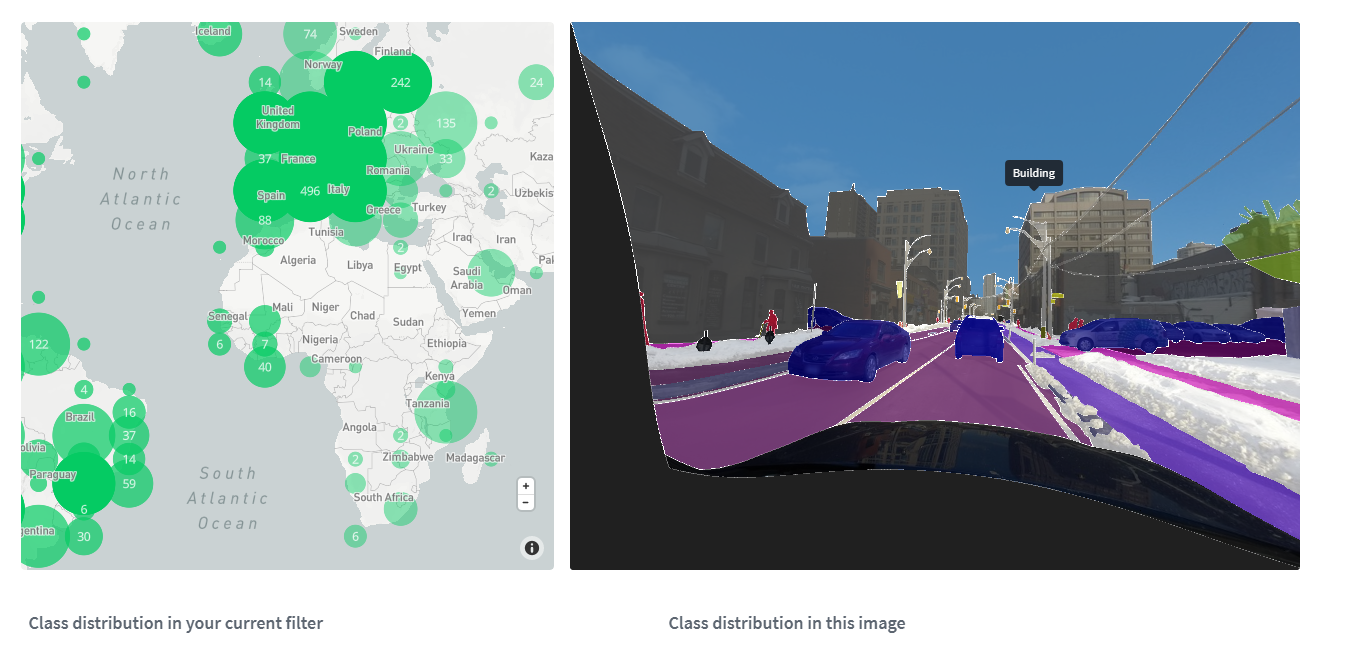 Iceland
74
Sweden
Finland
Norway
14
242
24
United
Kingdom
Poland
2
135
37
France
Ukraine
33
Romania
Kaza
North
Atlantic
Ocean
Spain
496
Italy
2
Uzbekis
88
Greece
Turkey
Tunisia
Morocco
2
Iraq
Iran
Algeria
Libya
Egypt
Pak
Saudi
Arabia
Oman
Mali
Niger
Yemen
Senegal
Chad
Sudan
122
6
7
Nigeria
Ethiopia
Cameroon
40
Kenya
4
Brazil
16
Tanzania
37
Angola
2
olivia
14
Zimbabwe
Madagascar
2
Paraguay
59
South
Atlantic
Ocean
South Africa
6
gentina
30
6
+
−
i
Building
Class distribution in your current filter
Class distribution in this image